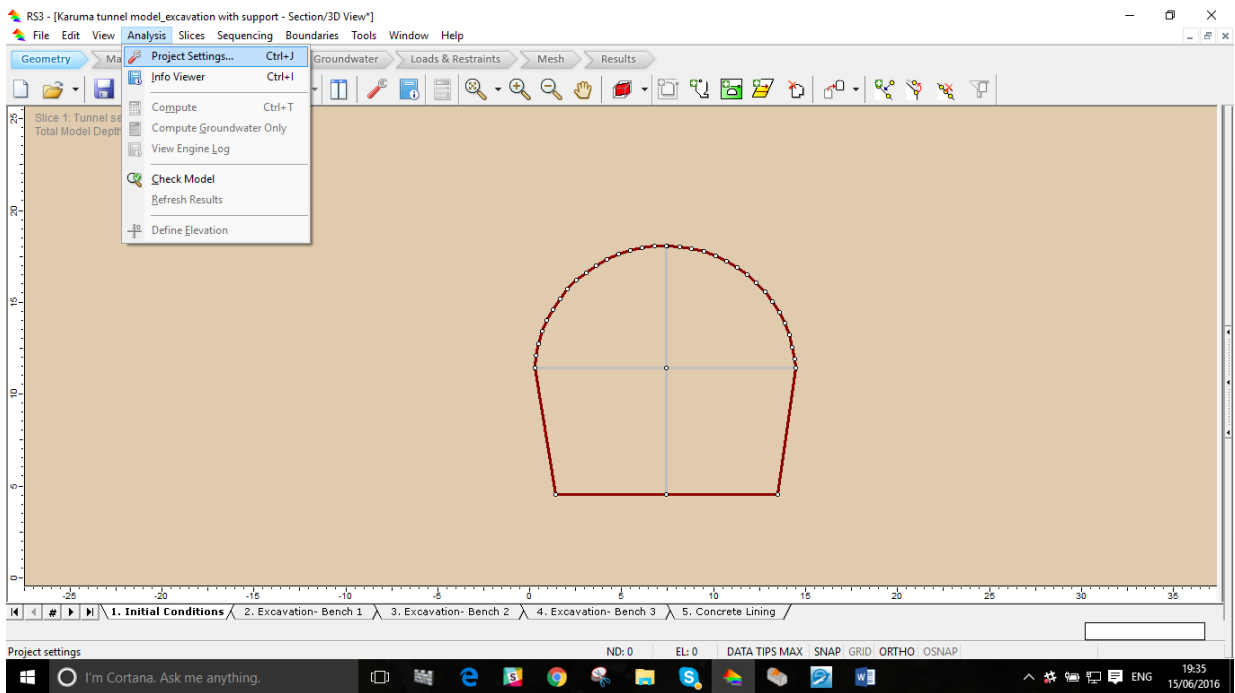 RS3 - [Karuma tunnel model_excavation with support - Section/3D View*]
File Edit View Analysis Slices Sequencing Boundaries Tools Window Help
Geometry Ma Groundwater Loads & Restraints Mesh Results
Project Settings... Ctrl+J
Info Viewer Ctrl+I
Compute Ctrl+T
Compute Groundwater Only
View Engine Log
Check Model
Refresh Results
Define Elevation
Slice 1: Tunnel se
Total Model Depth
25
20
15
10
5
0
-25 -20 -15 -10 -5 0 5 10 15 20 25 30 35
# 1. Initial Conditions 2. Excavation- Bench 1 3. Excavation- Bench 2 4. Excavation- Bench 3 5. Concrete Lining
Project settings ND: 0 EL: 0 DATA TIPS MAX SNAP GRID ORTHO OSNAP
I'm Cortana. Ask me anything. ENG 19:35
15/06/2016